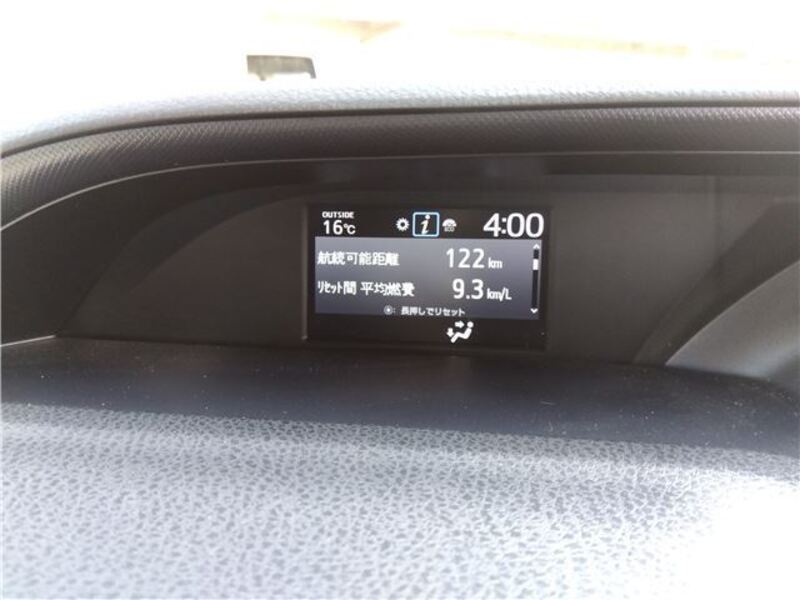 OUTSIDE
16℃ i ECO 4:00
航続可能距離 122 km
ﾘｾｯﾄ間 平均燃費 9.3 km/L
⦿: 長押しでリセット